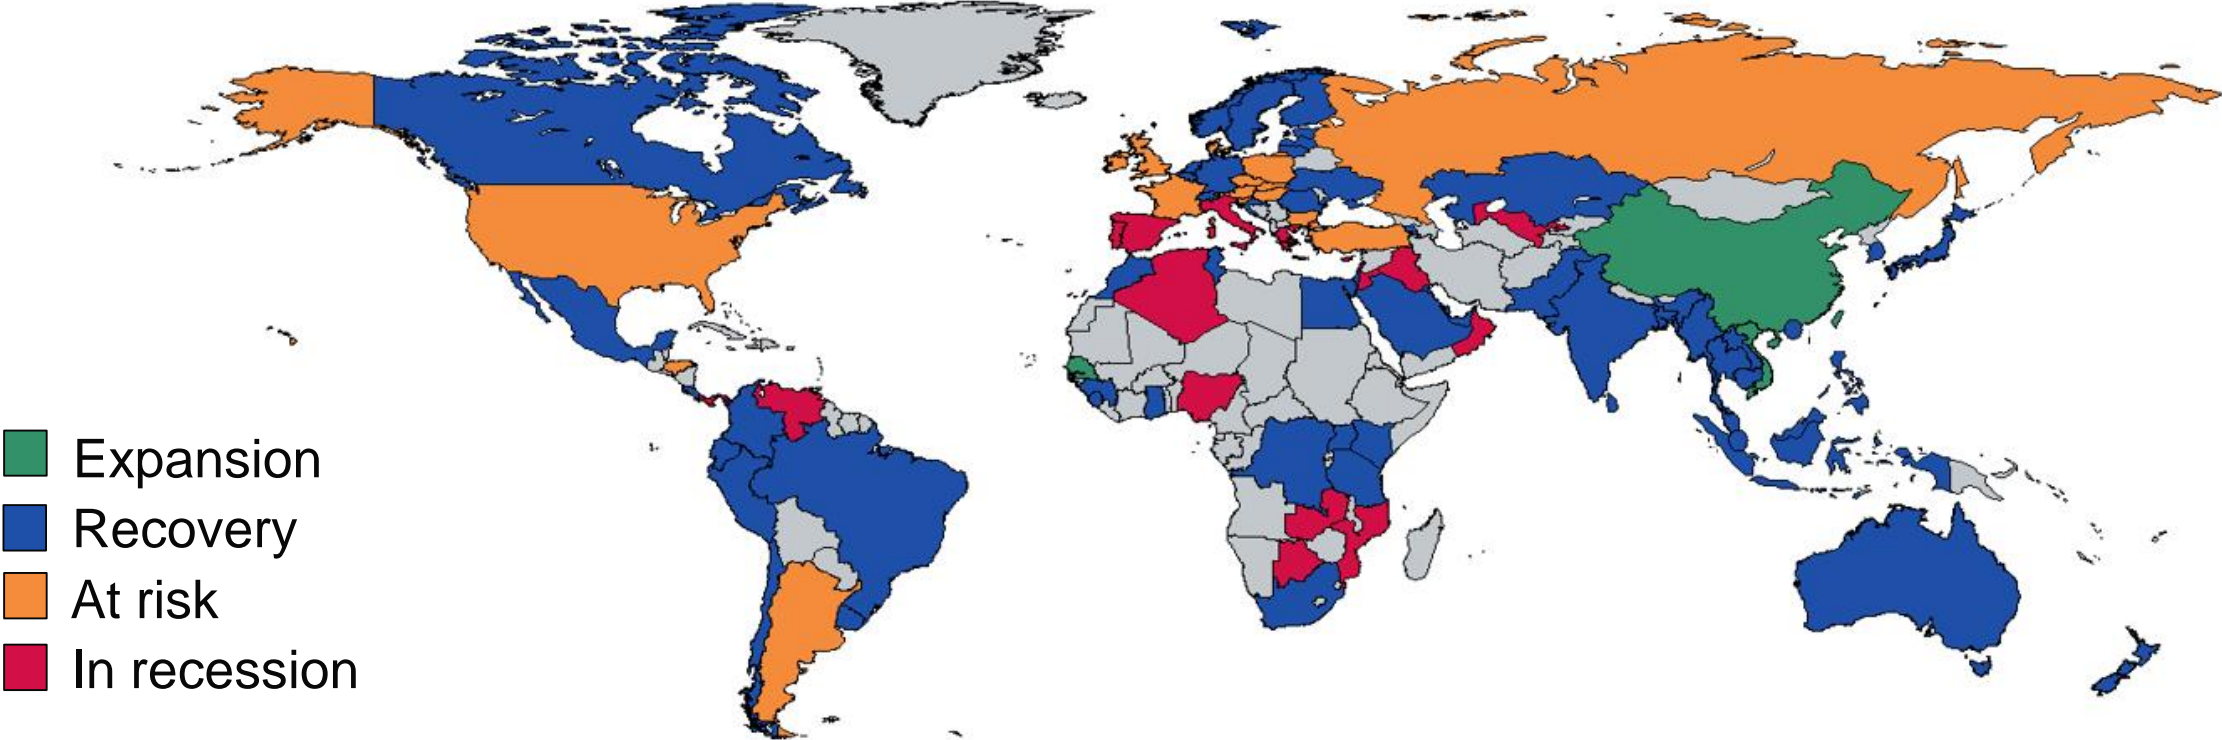 Expansion
Recovery
At risk
In recession